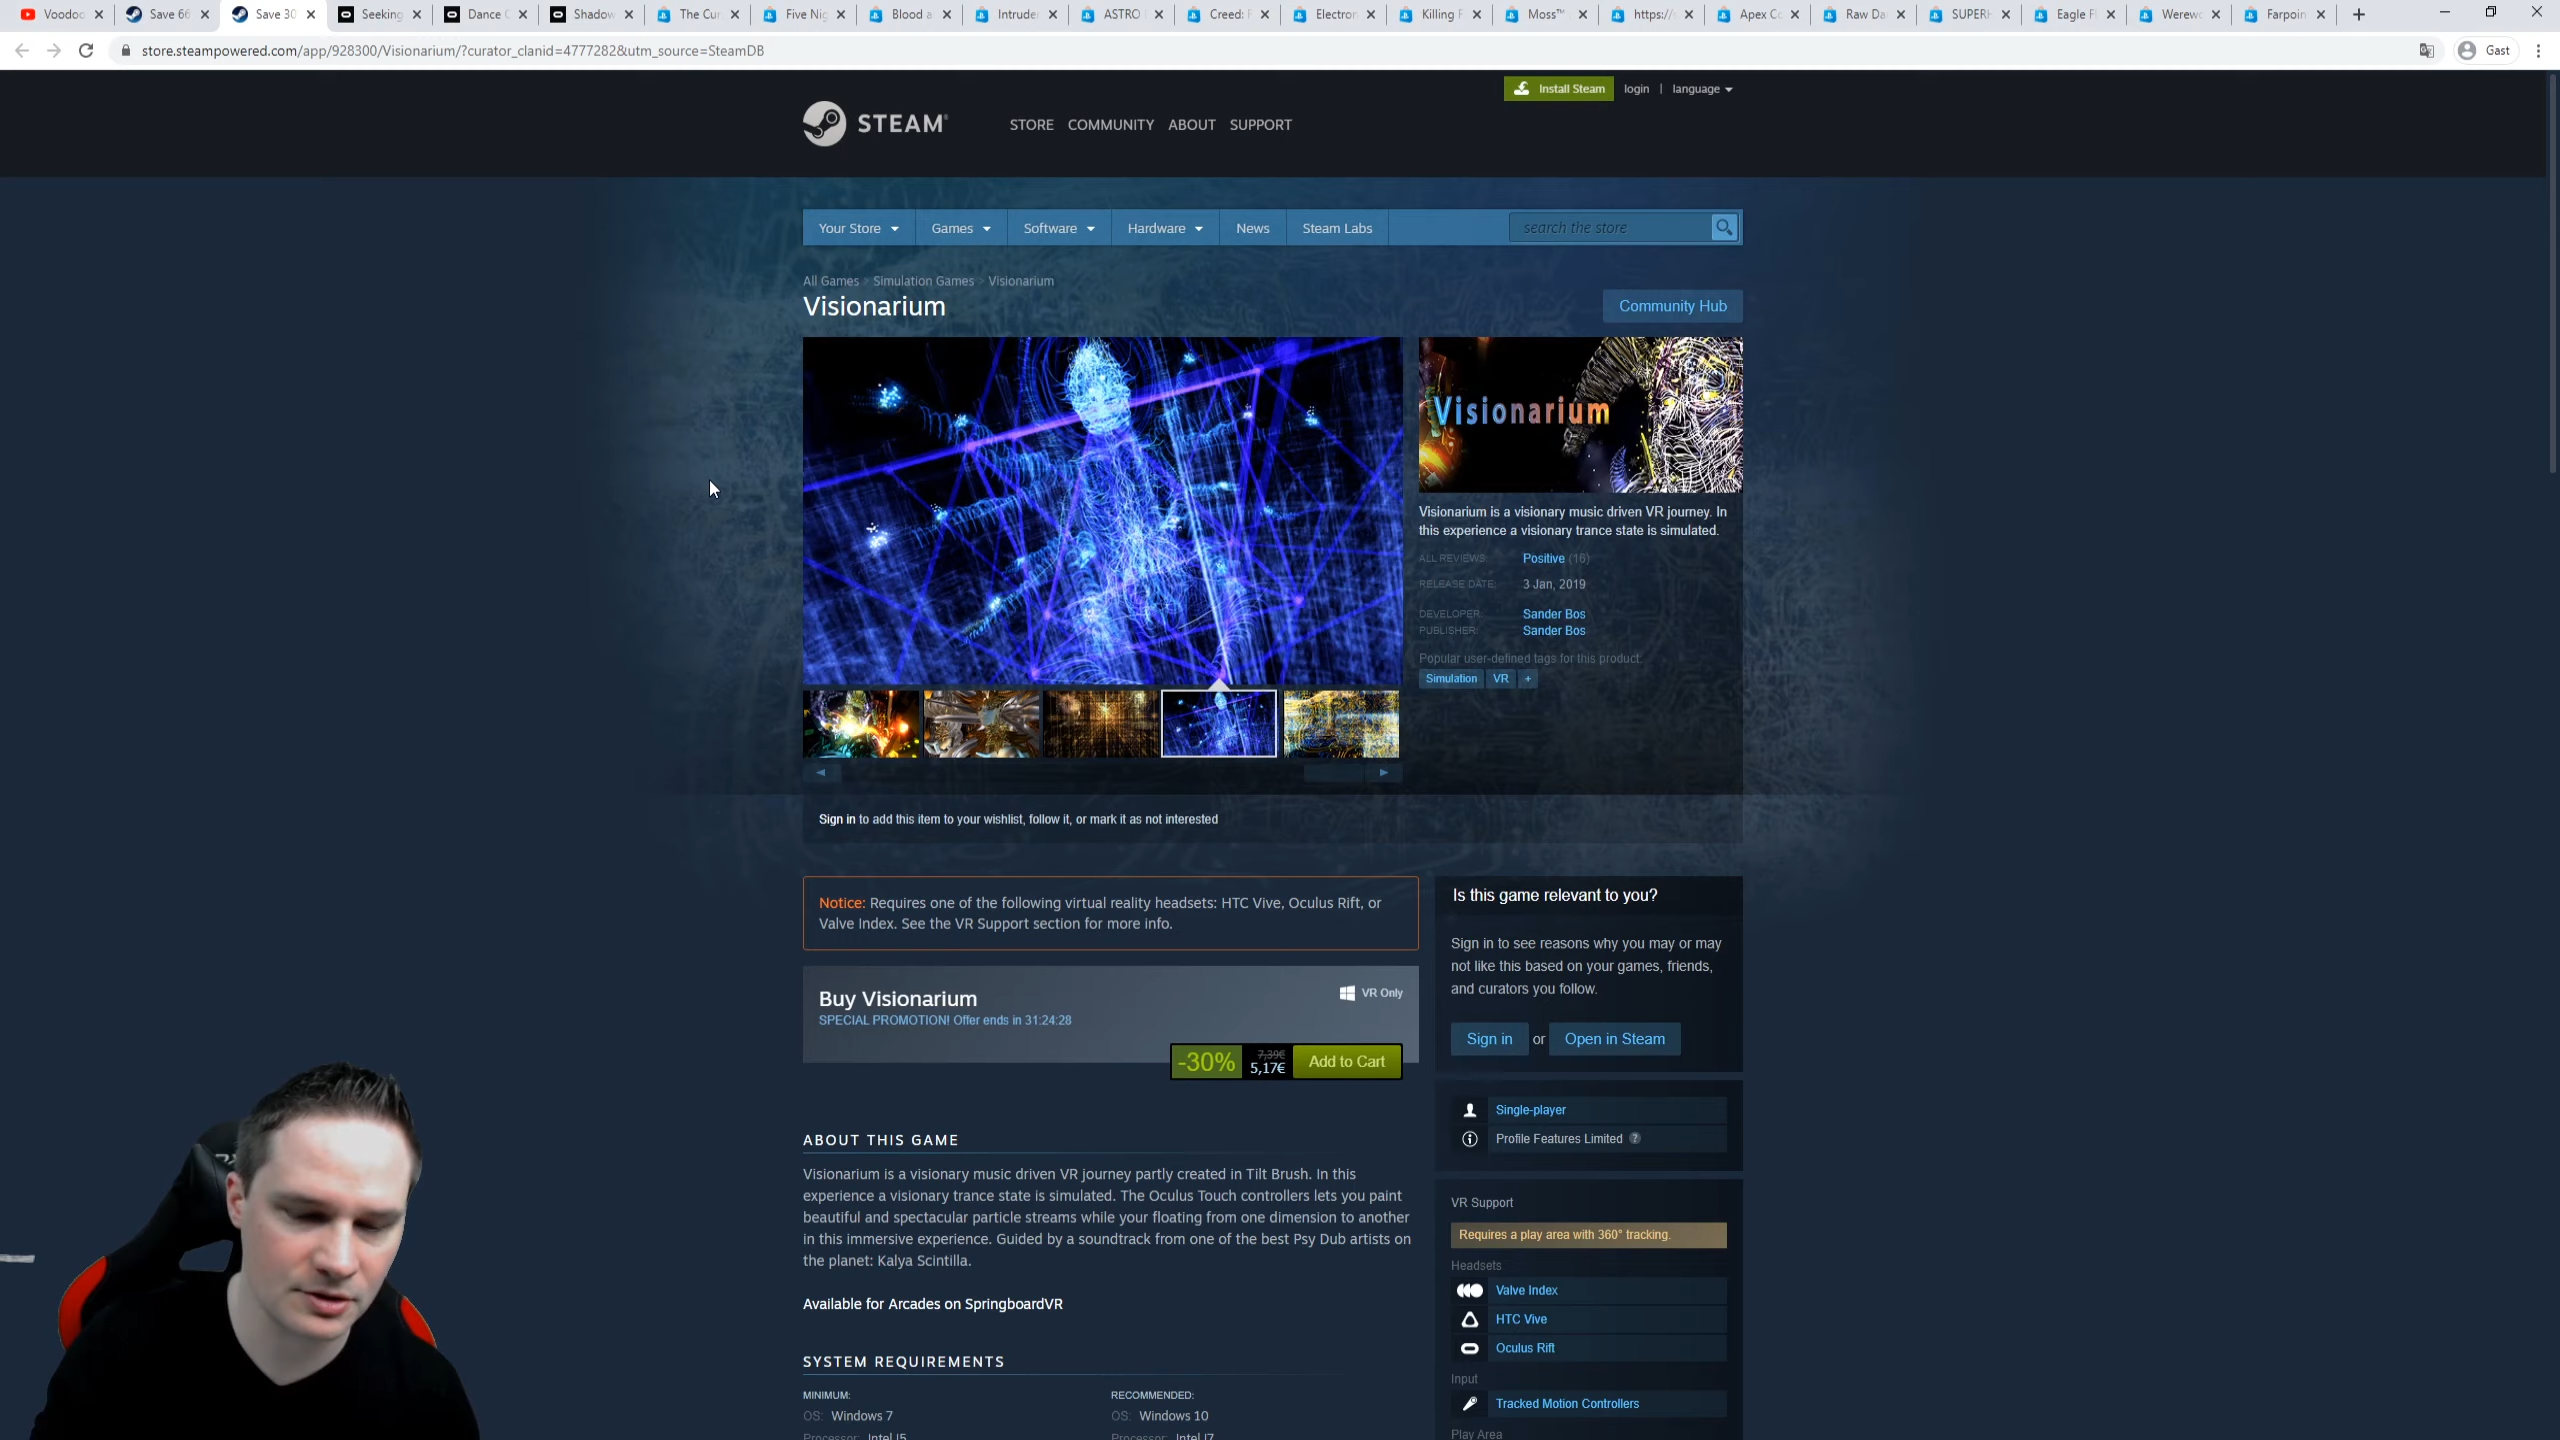 Voodoo
Save 66
Save 30
Seeking
Dance
Shadow
The Cur
Five Nig
Blood a
Intruder
ASTRO
Creed:
Electron
Killing F
Moss™
https://
Apex Co
Raw Da
SUPERH
Eagle Fl
Werewo
Farpoin
store.steampowered.com/app/928300/Visionarium/?curator_clanid=4777282&utm_source=SteamDB
Gast
Install Steam login | language
STEAM®
STORE COMMUNITY ABOUT SUPPORT
Your Store Games Software Hardware News Steam Labs search the store
All Games > Simulation Games > Visionarium
Visionarium
Community Hub
Visionarium
Visionarium is a visionary music driven VR journey. In
this experience a visionary trance state is simulated.
ALL REVIEWS: Positive (16)
RELEASE DATE: 3 Jan, 2019
DEVELOPER: Sander Bos
PUBLISHER: Sander Bos
Popular user-defined tags for this product:
Simulation VR +
Sign in to add this item to your wishlist, follow it, or mark it as not interested
Notice: Requires one of the following virtual reality headsets: HTC Vive, Oculus Rift, or
Valve Index. See the VR Support section for more info.
Buy Visionarium
VR Only
SPECIAL PROMOTION! Offer ends in 31:24:28
-30% 7,39€ 5,17€ Add to Cart
ABOUT THIS GAME
Visionarium is a visionary music driven VR journey partly created in Tilt Brush. In this
experience a visionary trance state is simulated. The Oculus Touch controllers lets you paint
beautiful and spectacular particle streams while your floating from one dimension to another
in this immersive experience. Guided by a soundtrack from one of the best Psy Dub artists on
the planet: Kalya Scintilla.
Available for Arcades on SpringboardVR
SYSTEM REQUIREMENTS
MINIMUM:
OS: Windows 7
Processor: Intel I5
RECOMMENDED:
OS: Windows 10
Processor: Intel I7
Is this game relevant to you?
Sign in to see reasons why you may or may
not like this based on your games, friends,
and curators you follow.
Sign in or Open in Steam
Single-player
Profile Features Limited ?
VR Support
Requires a play area with 360° tracking.
Headsets
Valve Index
HTC Vive
Oculus Rift
Input
Tracked Motion Controllers
Play Area